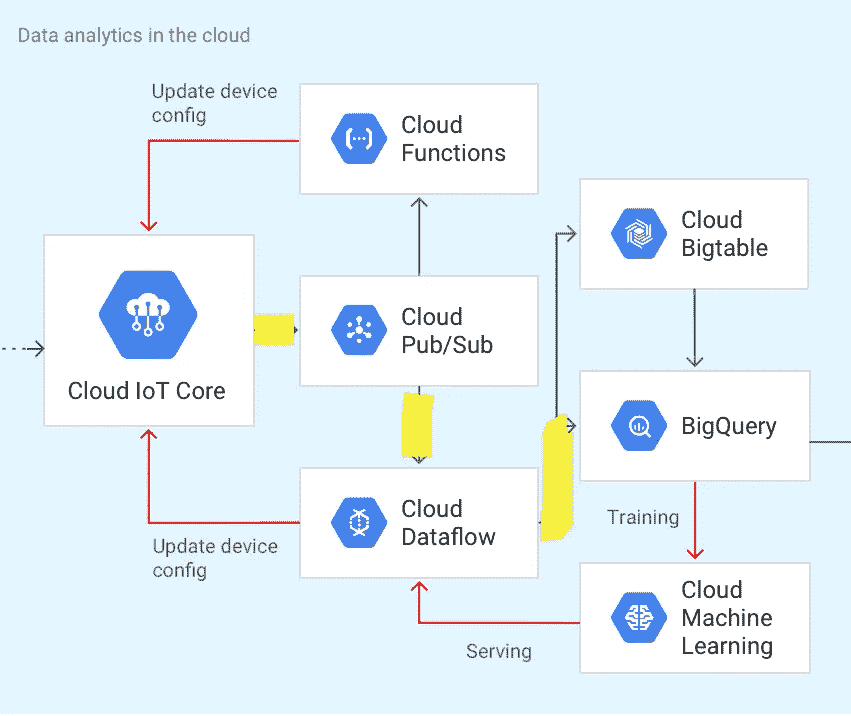 Data analytics in the cloud
Update device
config
Cloud
Functions
Cloud
Bigtable
Cloud
Pub/Sub
Cloud IoT Core
BigQuery
Cloud
Dataflow
Training
Update device
config
Cloud
Machine
Learning
Serving